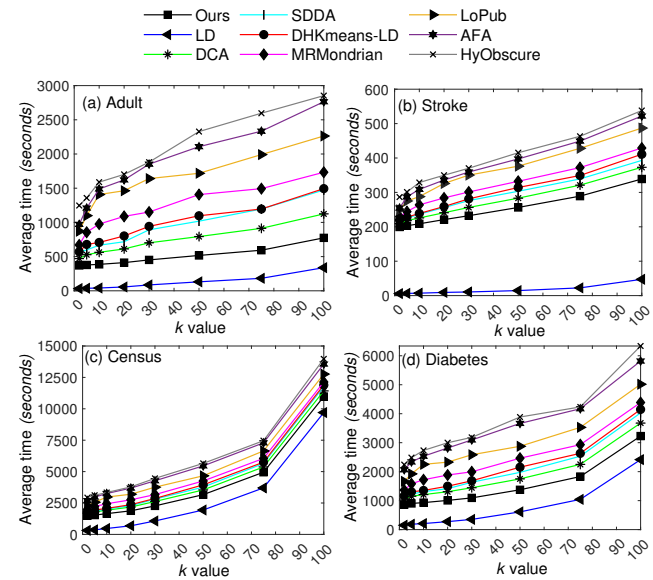 Ours SDDA LoPub
LD DHKmeans-LD AFA
DCA MRMondrian HyObscure
(a) Adult
Average time (seconds)
3000
2500
2000
1500
1000
500
0
0 10 20 30 40 50 60 70 80 90 100
k value
(b) Stroke
Average time (seconds)
600
500
400
300
200
100
0
0 10 20 30 40 50 60 70 80 90 100
k value
(c) Census
Average time (seconds)
15000
12500
10000
7500
5000
2500
0
0 10 20 30 40 50 60 70 80 90 100
k value
(d) Diabetes
Average time (seconds)
6000
5000
4000
3000
2000
1000
0
0 10 20 30 40 50 60 70 80 90 100
k value